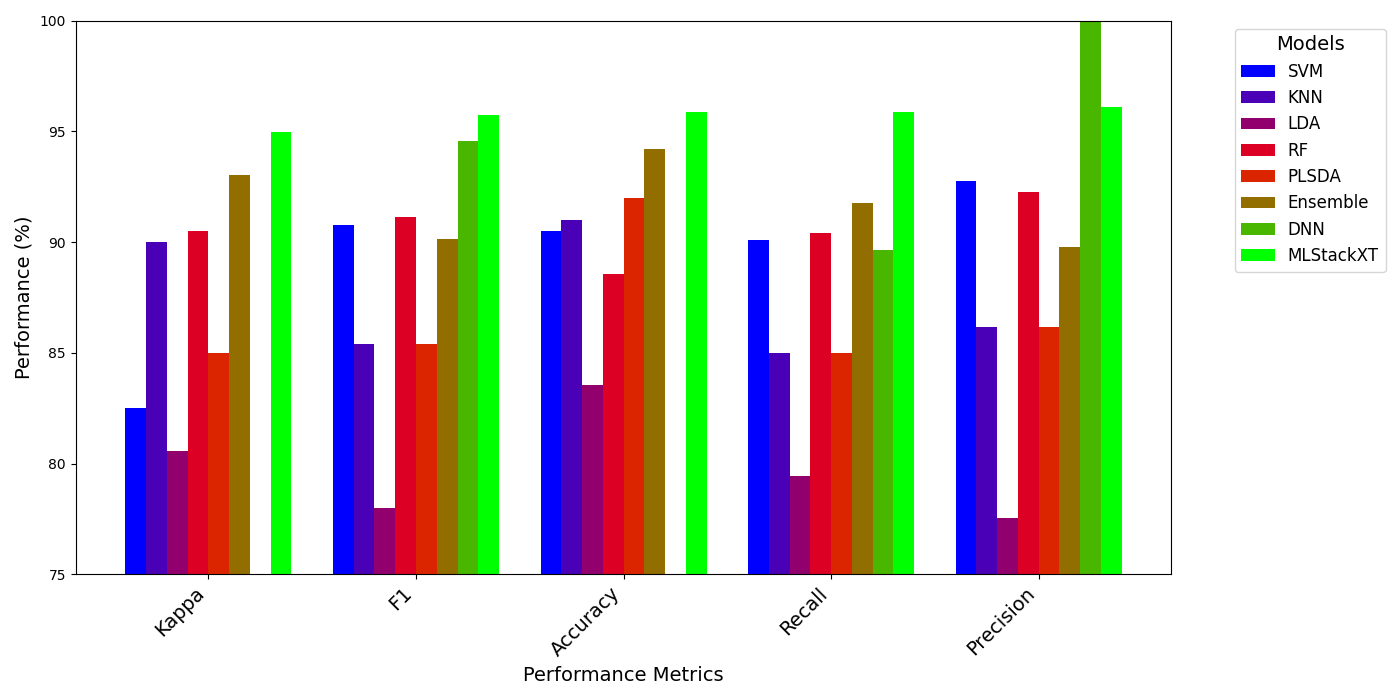 100
95
90
85
80
75
Performance (%)
Kappa
F1
Accuracy
Recall
Precision
Performance Metrics
Models
SVM
KNN
LDA
RF
PLSDA
Ensemble
DNN
MLStackXT